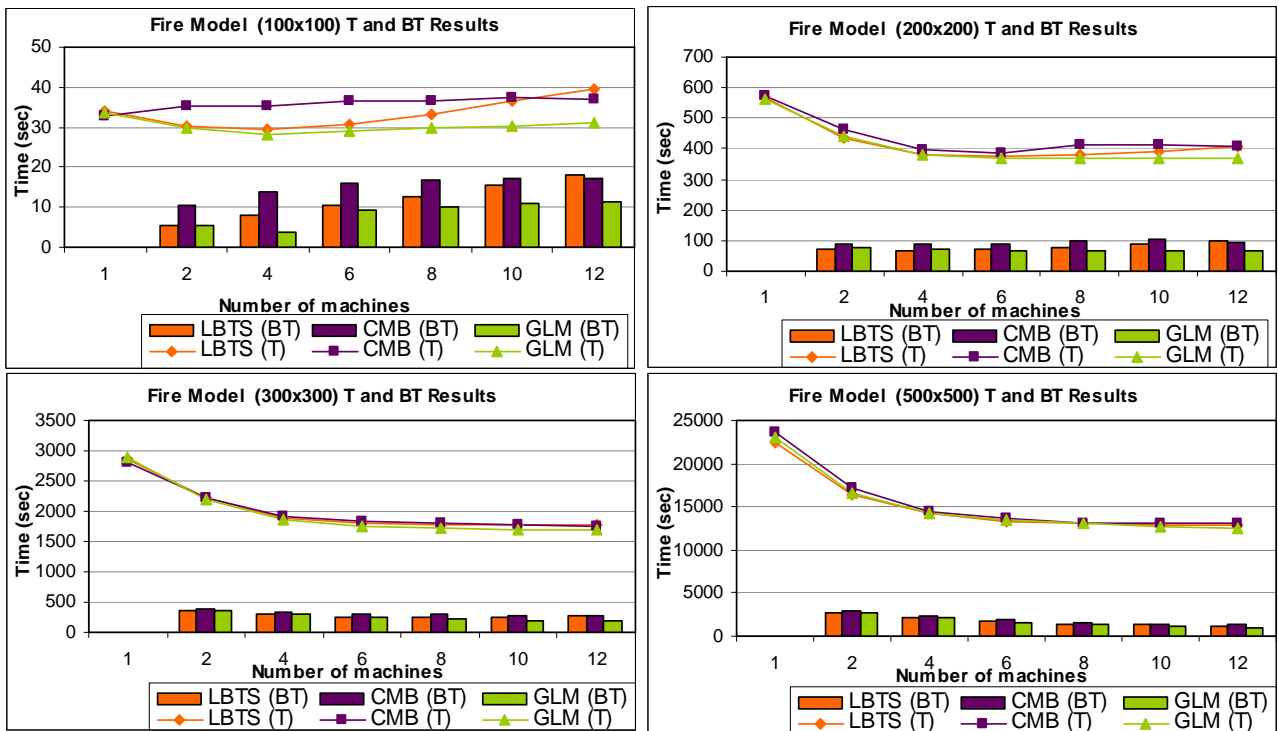 Fire Model (100x100) T and BT Results
Time (sec)
50
40
30
20
10
0
1 2 4 6 8 10 12
Number of machines
LBTS (BT) CMB (BT) GLM (BT)
LBTS (T) CMB (T) GLM (T)
Fire Model (200x200) T and BT Results
Time (sec)
700
600
500
400
300
200
100
0
1 2 4 6 8 10 12
Number of machines
LBTS (BT) CMB (BT) GLM (BT)
LBTS (T) CMB (T) GLM (T)
Fire Model (300x300) T and BT Results
Time (sec)
3500
3000
2500
2000
1500
1000
500
0
1 2 4 6 8 10 12
Number of machines
LBTS (BT) CMB (BT) GLM (BT)
LBTS (T) CMB (T) GLM (T)
Fire Model (500x500) T and BT Results
Time (sec)
25000
20000
15000
10000
5000
0
1 2 4 6 8 10 12
Number of machines
LBTS (BT) CMB (BT) GLM (BT)
LBTS (T) CMB (T) GLM (T)